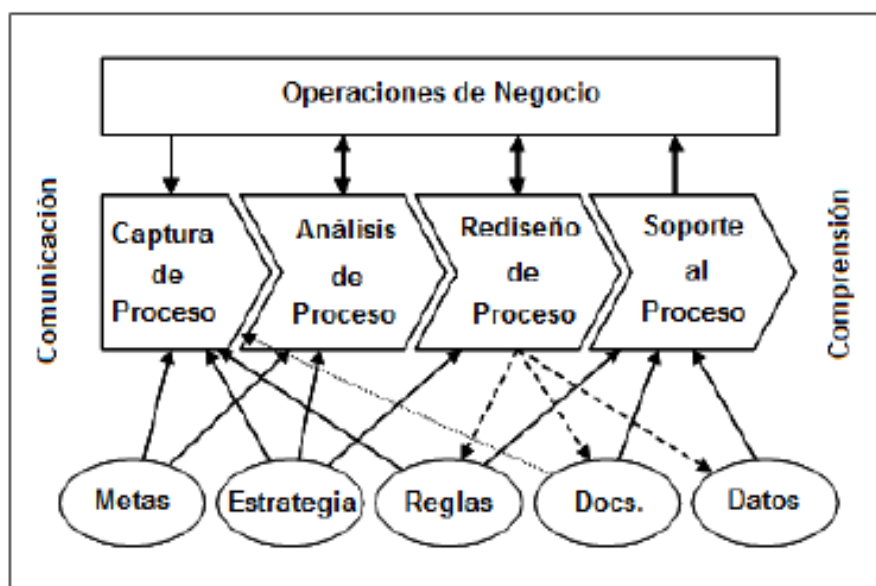 Operaciones de Negocio
Comunicación
Captura
de
Proceso
Análisis
de
Proceso
Rediseño
de
Proceso
Soporte
al
Proceso
Comprensión
Metas
Estrategia
Reglas
Docs.
Datos